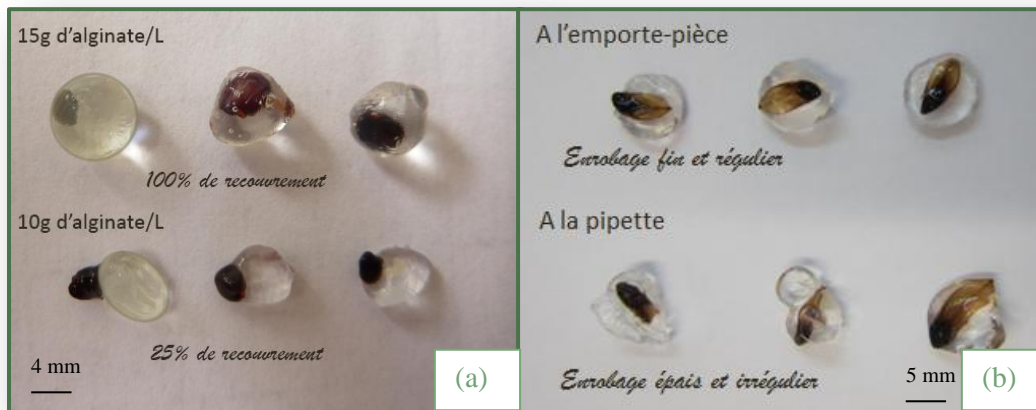 15g d'alginate/L
100% de recouvrement
10g d'alginate/L
25% de recouvrement
4 mm
(a)
A l'emporte-pièce
Enrobage fin et régulier
A la pipette
Enrobage épais et irrégulier
5 mm
(b)